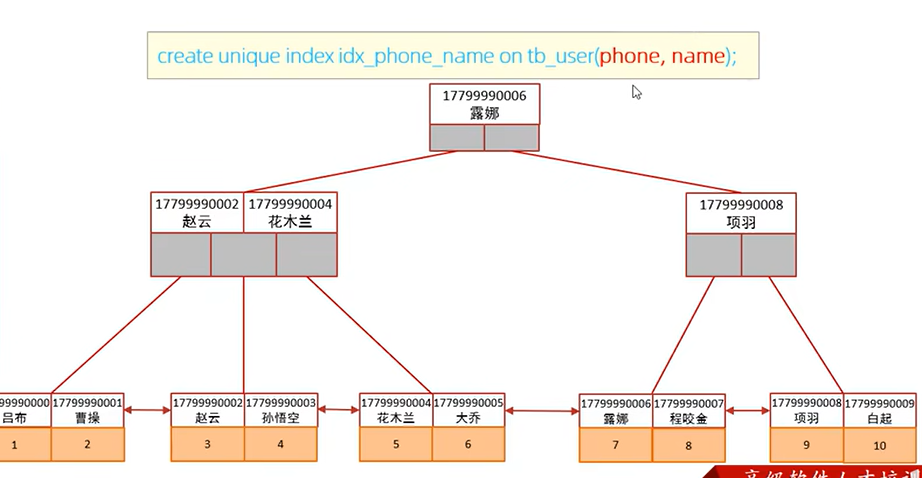 create unique index idx_phone_name on tb_user(phone, name);
17799990006
露娜
17799990002 17799990004
赵云 花木兰
17799990008
项羽
99990000 17799990001 17799990002 17799990003 17799990004 17799990005 17799990006 17799990007 17799990008 17799990009
吕布 曹操 赵云 孙悟空 花木兰 大乔 露娜 程咬金 项羽 白起
1 2 3 4 5 6 7 8 9 10